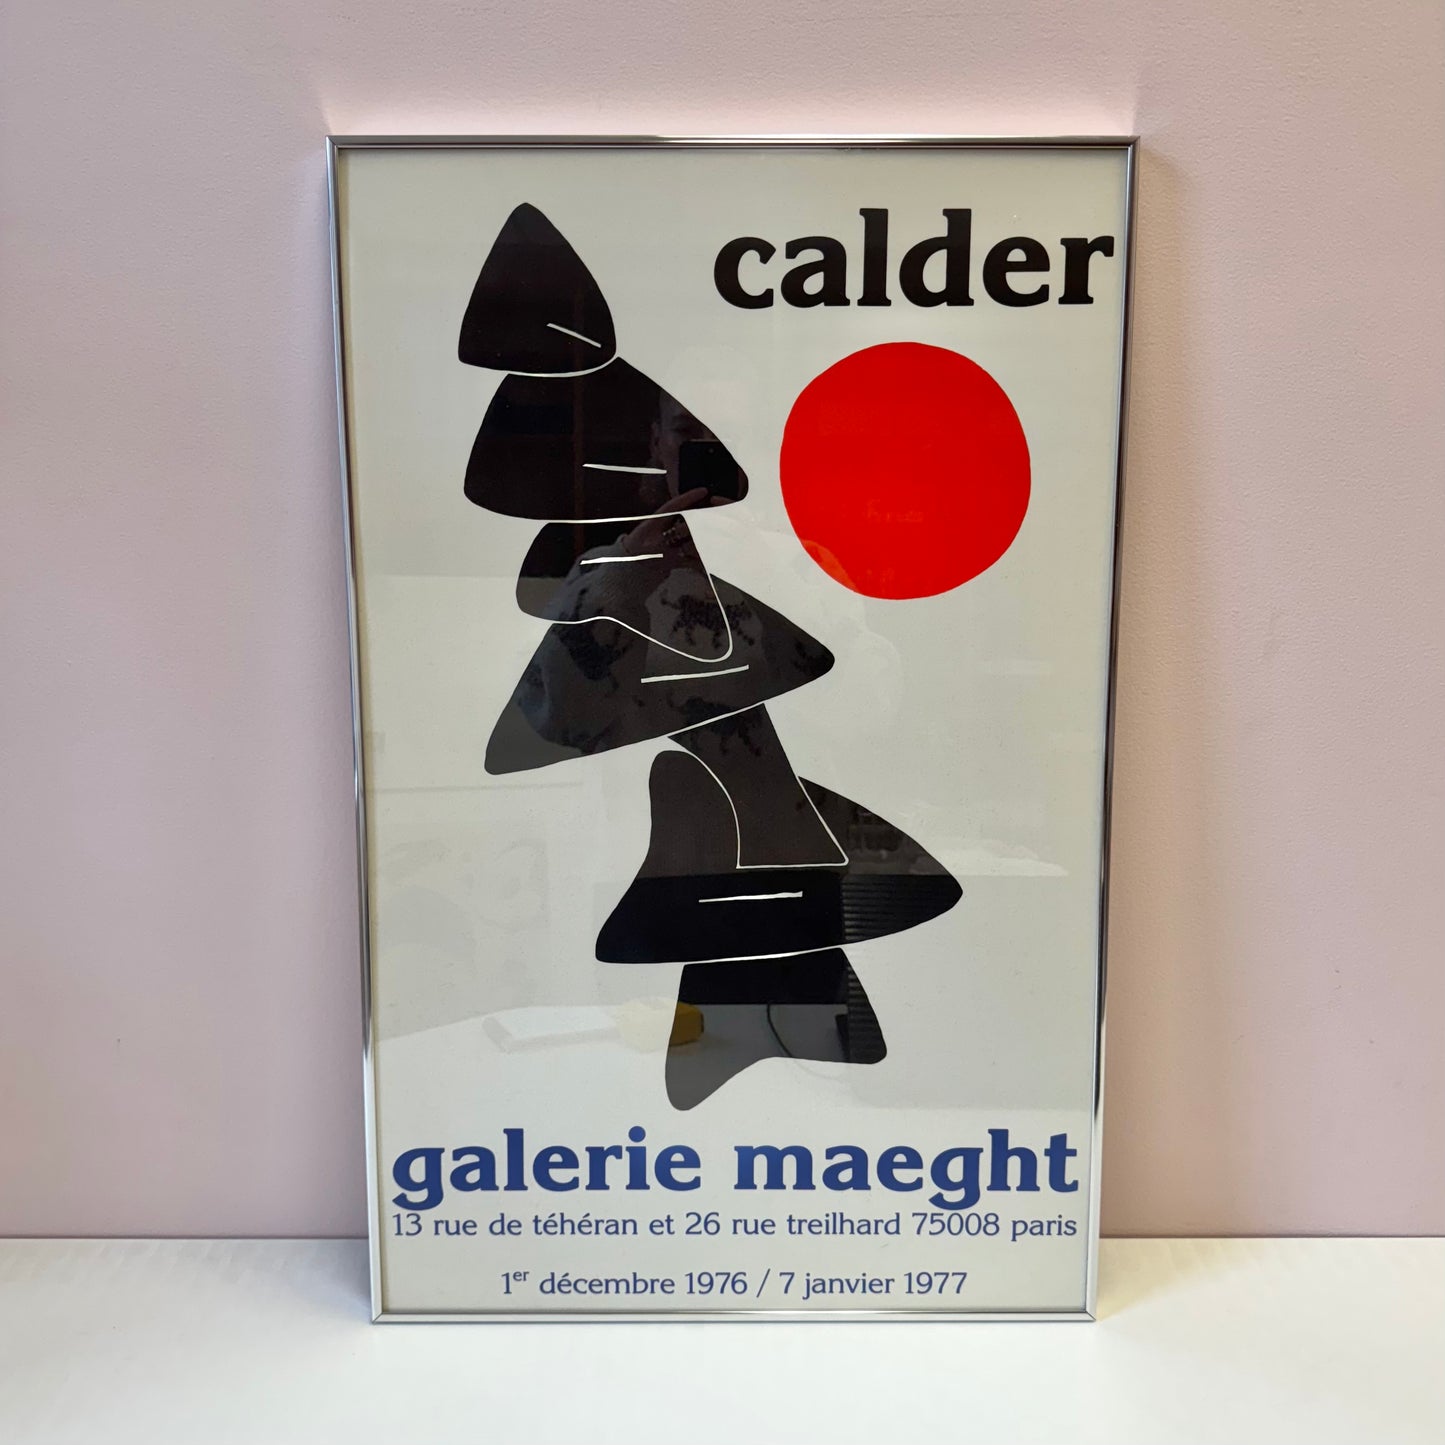 calder
galerie maeght
13 rue de téhéran et 26 rue treilhard 75008 paris
1er décembre 1976 / 7 janvier 1977